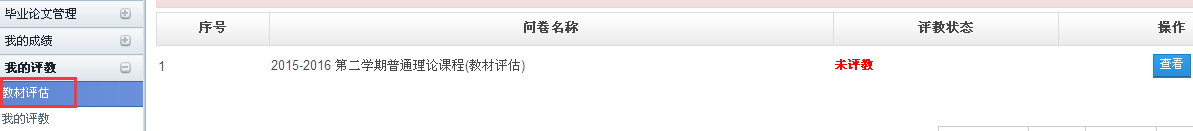 毕业论文管理
我的成绩
我的评教
教材评估
我的评教
序号 问卷名称 评教状态 操作
1 2015-2016 第二学期普通理论课程(教材评估) 未评教 查看